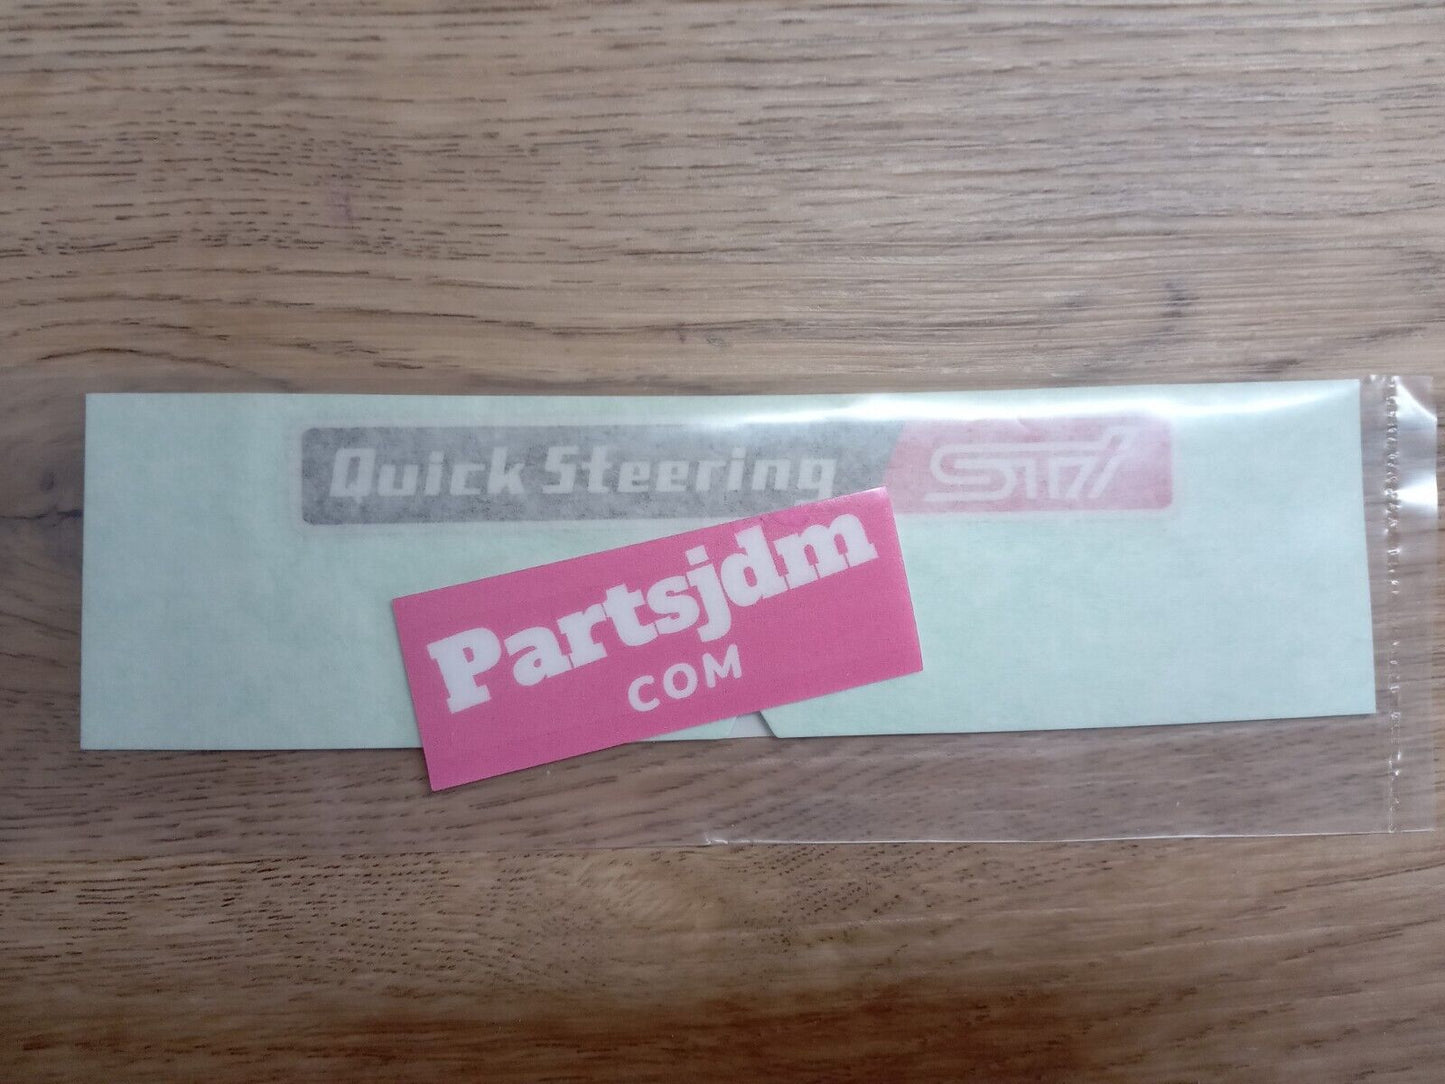 Quick Steering STI
Partsjdm
COM